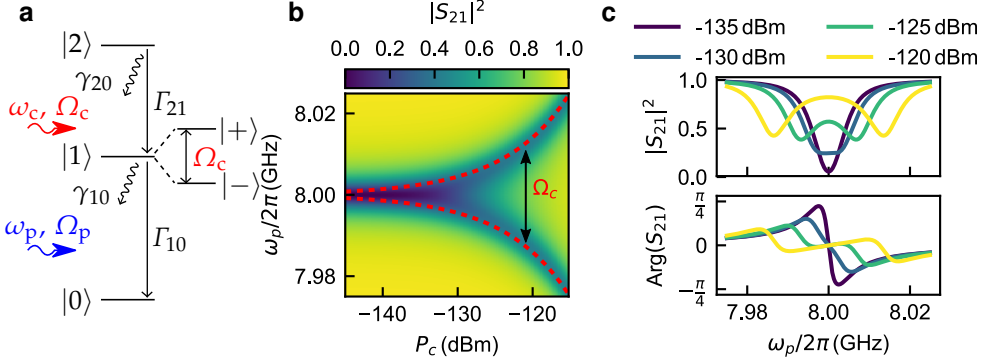 a
|2⟩
γ20
Γ21
ωc, Ωc
|+⟩
|1⟩
Ωc
|−⟩
γ10
ωp, Ωp
Γ10
|0⟩
b
|S21|²
0.0 0.2 0.4 0.6 0.8 1.0
ωp/2π (GHz)
8.02
8.00
7.98
Ωc
−140 −130 −120
Pc (dBm)
c
-135 dBm -125 dBm
-130 dBm -120 dBm
|S21|²
1.0
0.5
0.0
Arg(S21)
π/4
0
−π/4
7.98 8.00 8.02
ωp/2π (GHz)